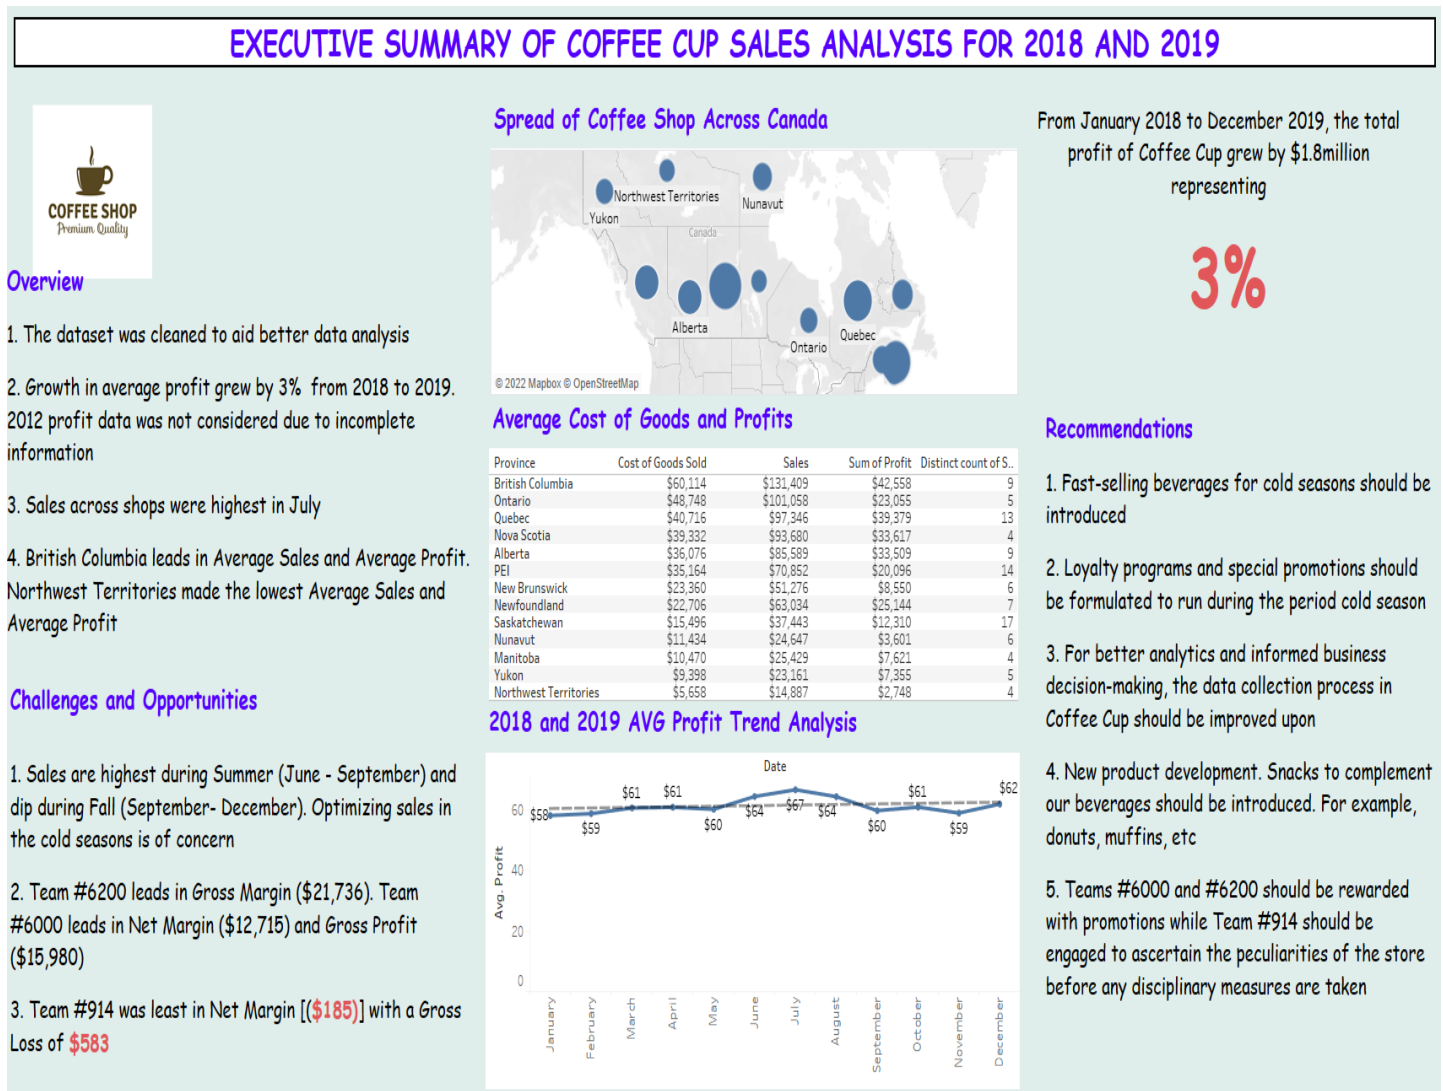 EXECUTIVE SUMMARY OF COFFEE CUP SALES ANALYSIS FOR 2018 AND 2019
COFFEE SHOP
Premium Quality
Overview
1. The dataset was cleaned to aid better data analysis
2. Growth in average profit grew by 3% from 2018 to 2019.
2012 profit data was not considered due to incomplete
information
3. Sales across shops were highest in July
4. British Columbia leads in Average Sales and Average Profit.
Northwest Territories made the lowest Average Sales and
Average Profit
Challenges and Opportunities
1. Sales are highest during Summer (June - September) and
dip during Fall (September- December). Optimizing sales in
the cold seasons is of concern
2. Team #6200 leads in Gross Margin ($21,736). Team
#6000 leads in Net Margin ($12,715) and Gross Profit
($15,980)
3. Team #914 was least in Net Margin [($185)] with a Gross
Loss of $583
Spread of Coffee Shop Across Canada
Northwest Territories
Nunavut
Yukon
Canada
Alberta
Quebec
Ontario
© 2022 Mapbox © OpenStreetMap
Average Cost of Goods and Profits
Province Cost of Goods Sold Sales Sum of Profit Distinct count of S..
British Columbia $60,114 $131,409 $42,558 9
Ontario $48,748 $101,058 $23,055 5
Quebec $40,716 $97,346 $39,379 13
Nova Scotia $39,332 $93,680 $33,617 4
Alberta $36,076 $85,589 $33,509 9
PEI $35,164 $70,852 $20,096 14
New Brunswick $23,360 $51,276 $8,550 6
Newfoundland $22,706 $63,034 $25,144 7
Saskatchewan $15,496 $37,443 $12,310 17
Nunavut $11,434 $24,647 $3,601 6
Manitoba $10,470 $25,429 $7,621 4
Yukon $9,398 $23,161 $7,355 5
Northwest Territories $5,658 $14,887 $2,748 4
2018 and 2019 AVG Profit Trend Analysis
Date
Avg. Profit
60
40
20
0
$58 $59 $61 $61 $60 $64 $67 $64 $60 $61 $59 $62
January February March April May June July August September October November December
From January 2018 to December 2019, the total
profit of Coffee Cup grew by $1.8million
representing
3%
Recommendations
1. Fast-selling beverages for cold seasons should be
introduced
2. Loyalty programs and special promotions should
be formulated to run during the period cold season
3. For better analytics and informed business
decision-making, the data collection process in
Coffee Cup should be improved upon
4. New product development. Snacks to complement
our beverages should be introduced. For example,
donuts, muffins, etc
5. Teams #6000 and #6200 should be rewarded
with promotions while Team #914 should be
engaged to ascertain the peculiarities of the store
before any disciplinary measures are taken